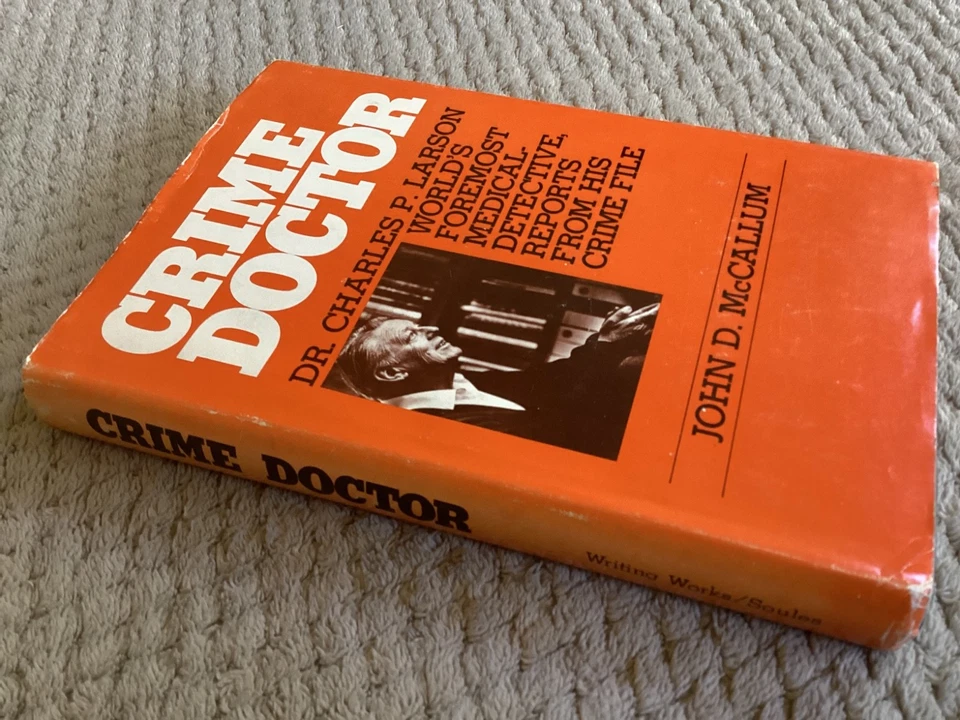 CRIME
DOCTOR
DR. CHARLES P. LARSON
WORLD'S
FOREMOST
MEDICAL-
DETECTIVE,
REPORTS
FROM HIS
CRIME FILE
JOHN D. McCALLUM
CRIME DOCTOR
Writing Works/Soules